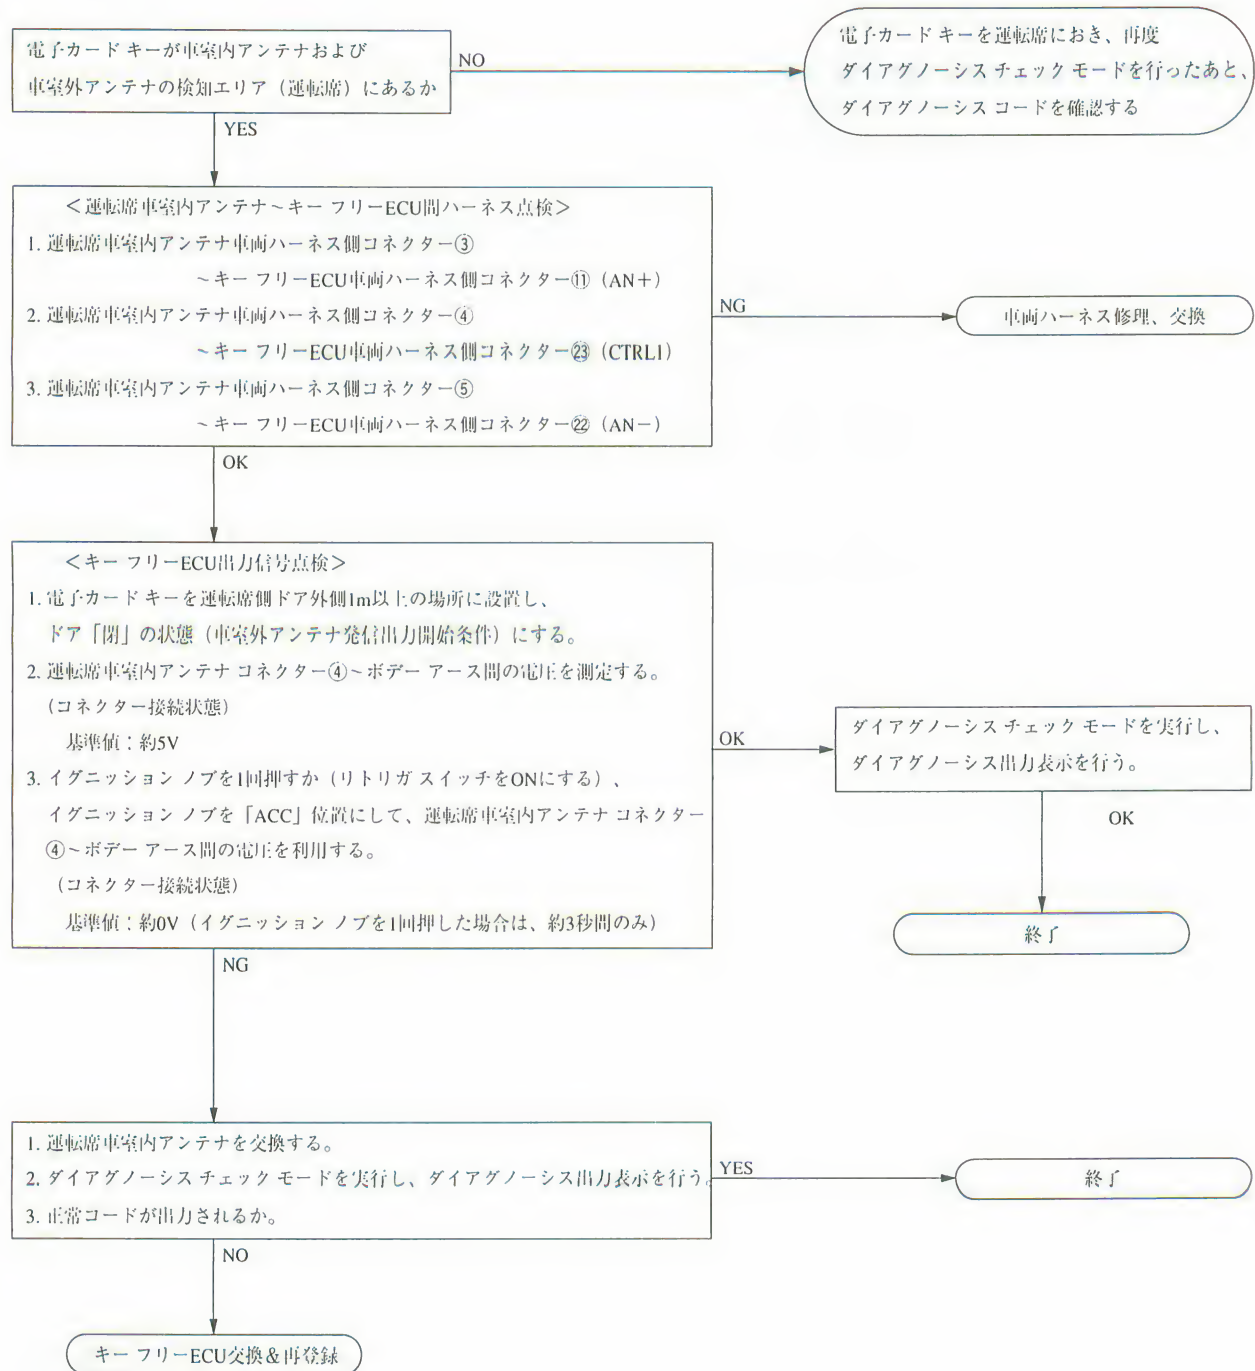 電子カード キーが車室内アンテナおよび
車室外アンテナの検知エリア（運転席）にあるか
NO
電子カード キーを運転席におき、再度
ダイアグノーシス チェック モードを行ったあと、
ダイアグノーシス コードを確認する
YES
＜運転席車室内アンテナ～キー フリーECU間ハーネス点検＞
1. 運転席車室内アンテナ車両ハーネス側コネクター③
～キー フリーECU車両ハーネス側コネクター⑪（AN＋）
2. 運転席車室内アンテナ車両ハーネス側コネクター④
～キー フリーECU車両ハーネス側コネクター㉓（CTRL1）
3. 運転席車室内アンテナ車両ハーネス側コネクター⑤
～キー フリーECU車両ハーネス側コネクター㉒（AN－）
NG
車両ハーネス修理、交換
OK
＜キー フリーECU出力信号点検＞
1. 電子カード キーを運転席側ドア外側1m以上の場所に設置し、
ドア「閉」の状態（車室外アンテナ発信出力開始条件）にする。
2. 運転席車室内アンテナ コネクター④～ボデー アース間の電圧を測定する。
（コネクター接続状態）
基準値：約5V
3. イグニッション ノブを1回押すか（リトリガ スイッチをONにする）、
イグニッション ノブを「ACC」位置にして、運転席車室内アンテナ コネクター
④～ボデー アース間の電圧を利用する。
（コネクター接続状態）
基準値：約0V（イグニッション ノブを1回押した場合は、約3秒間のみ）
OK
ダイアグノーシス チェック モードを実行し、
ダイアグノーシス出力表示を行う。
OK
終了
NG
1. 運転席車室内アンテナを交換する。
2. ダイアグノーシス チェック モードを実行し、ダイアグノーシス出力表示を行う。
3. 正常コードが出力されるか。
YES
終了
NO
キー フリーECU交換＆再登録